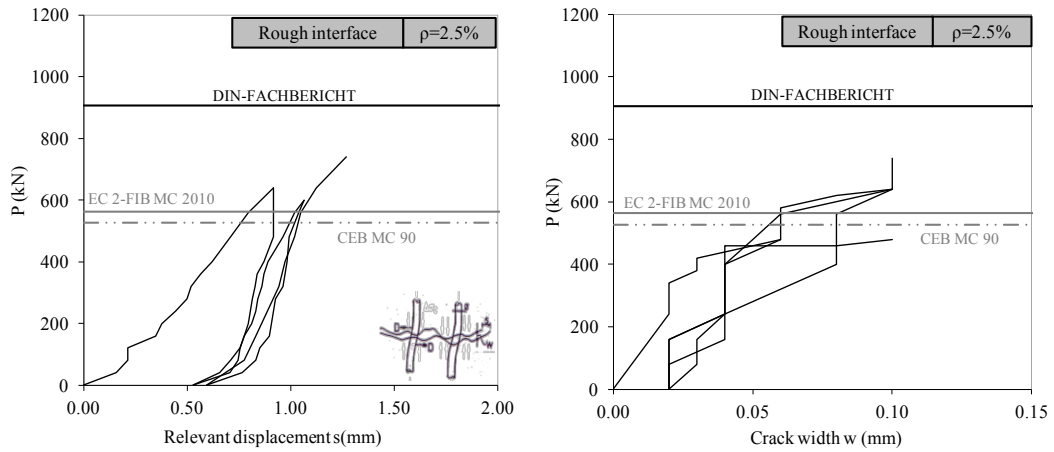 1200
1000
800
600
400
200
0
P (kN)
Rough interface ρ=2.5%
DIN-FACHBERICHT
EC 2-FIB MC 2010
CEB MC 90
0.00 0.50 1.00 1.50 2.00
Relevant displacement s(mm)
1200
1000
800
600
400
200
0
P (kN)
Rough interface ρ=2.5%
DIN-FACHBERICHT
EC 2-FIB MC 2010
CEB MC 90
0.00 0.05 0.10 0.15
Crack width w (mm)